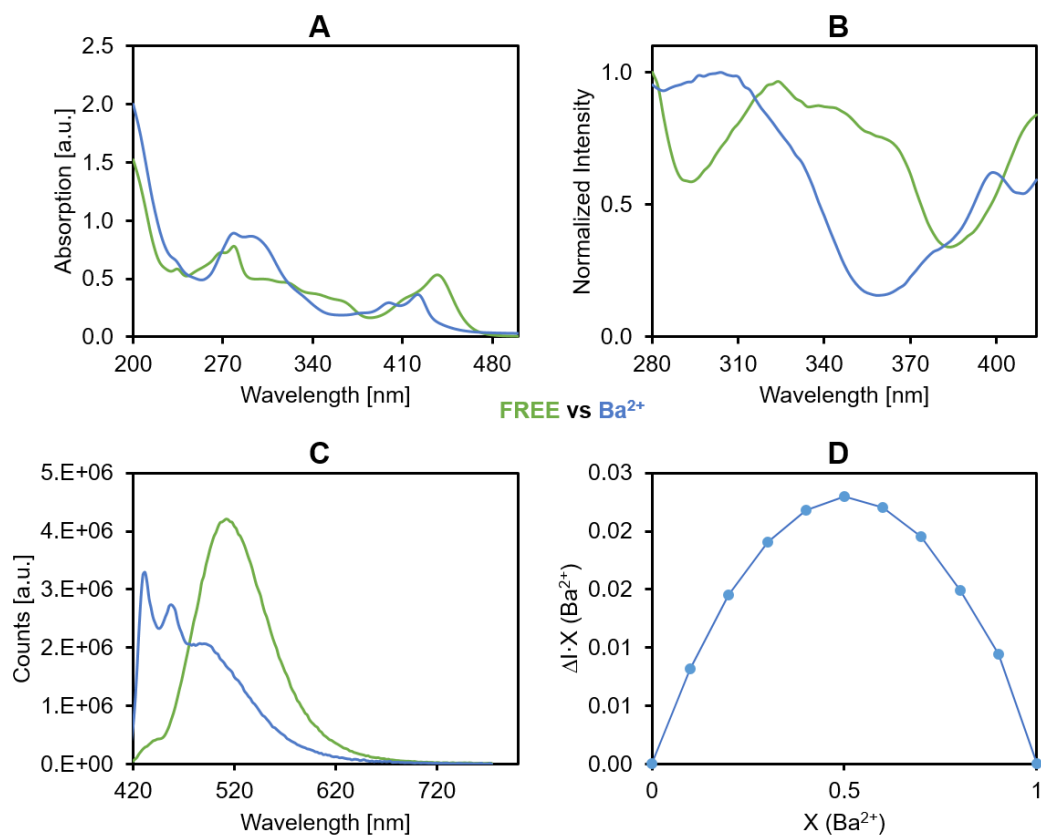 A
Absorption [a.u.]
2.5
2.0
1.5
1.0
0.5
0.0
200 270 340 410 480
Wavelength [nm]
B
Normalized Intensity
1.0
0.5
0.0
280 310 340 370 400
Wavelength [nm]
FREE vs Ba²⁺
C
Counts [a.u.]
5.E+06
4.E+06
3.E+06
2.E+06
1.E+06
0.E+00
420 520 620 720
Wavelength [nm]
D
ΔI·X (Ba²⁺)
0.03
0.02
0.02
0.01
0.01
0.00
0 0.5 1
X (Ba²⁺)